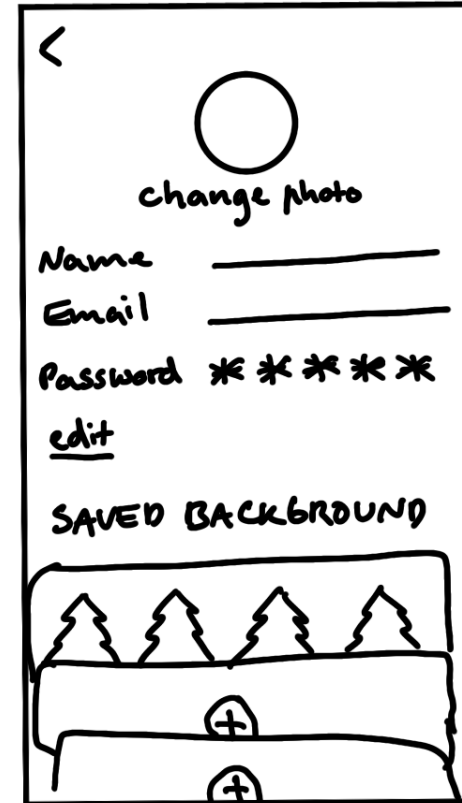 <
change photo
Name
Email
Password *****
edit
SAVED BACKGROUND
+
+